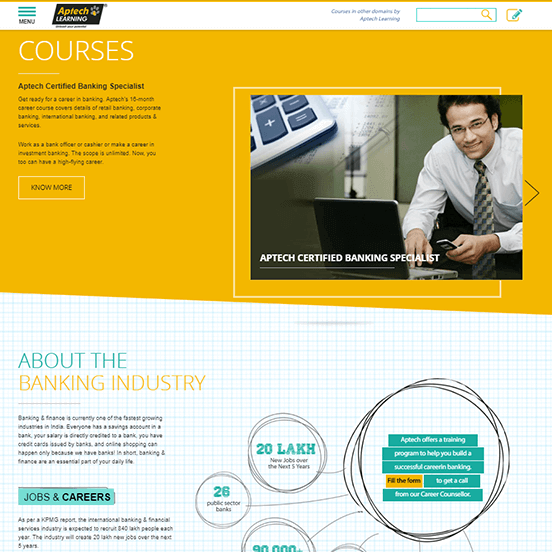 MENU
Aptech
LEARNING
Courses in other domains by
Aptech Learning
COURSES
Aptech Certified Banking Specialist
Get ready for a career in banking. Aptech's 16-month
career course covers details of retail banking, corporate
banking, international banking, and related products &
services.
Work as a bank officer or cashier or make a career in
investment banking. The scope is unlimited. Now, you
too can have a high-flying career.
KNOW MORE
APTECH CERTIFIED BANKING SPECIALIST
ABOUT THE
BANKING INDUSTRY
Banking & finance is currently one of the fastest growing
industries in India. Everyone has a savings account in a
bank, your salary is directly credited to a bank, you have
credit cards issued by banks, and online shopping can
happen only because we have banks! In short, banking &
finance are an essential part of your daily life.
JOBS & CAREERS
As per a KPMG report, the international banking & financial
services industry is expected to recruit 840 lakh people each
year. The industry will create 20 lakh new jobs over the next
5 years.
20 LAKH
New Jobs over
the Next 5 Years
26
public sector
banks
90,000+
Aptech offers a training
program to help you build a
successful careerin banking.
Fill the form to get a call
from our Career Counsellor.